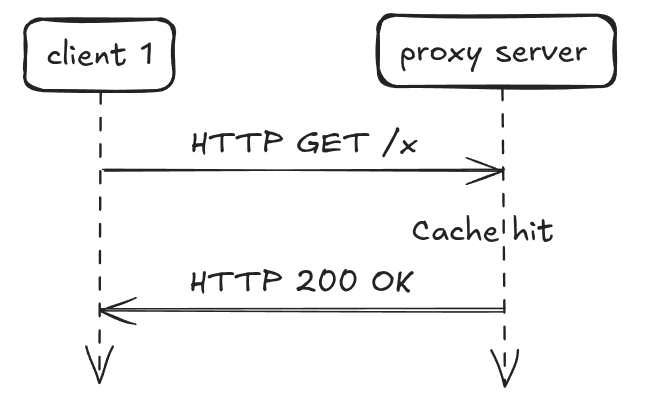 client 1
proxy server
HTTP GET /x
Cache hit
HTTP 200 OK